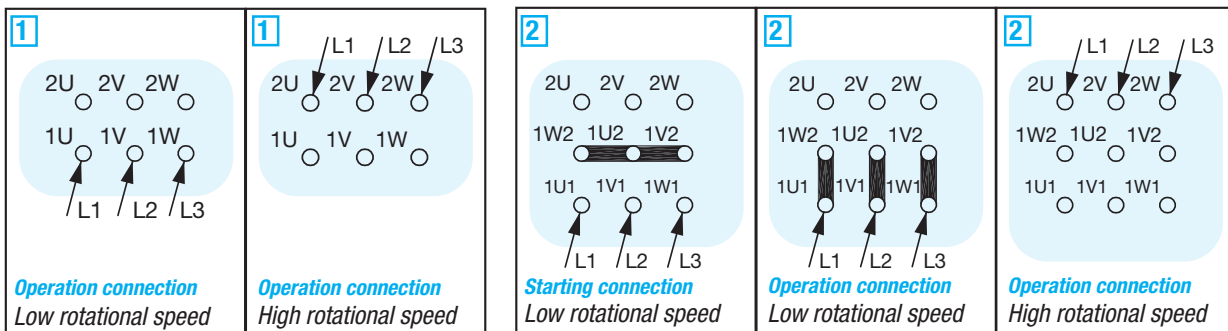 1
2U 2V 2W
1U 1V 1W
L1 L2 L3
Operation connection
Low rotational speed
1
L1 L2 L3
2U 2V 2W
1U 1V 1W
Operation connection
High rotational speed
2
2U 2V 2W
1W2 1U2 1V2
1U1 1V1 1W1
L1 L2 L3
Starting connection
Low rotational speed
2
2U 2V 2W
1W2 1U2 1V2
1U1 1V1 1W1
L1 L2 L3
Operation connection
Low rotational speed
2
L1 L2 L3
2U 2V 2W
1W2 1U2 1V2
1U1 1V1 1W1
Operation connection
High rotational speed